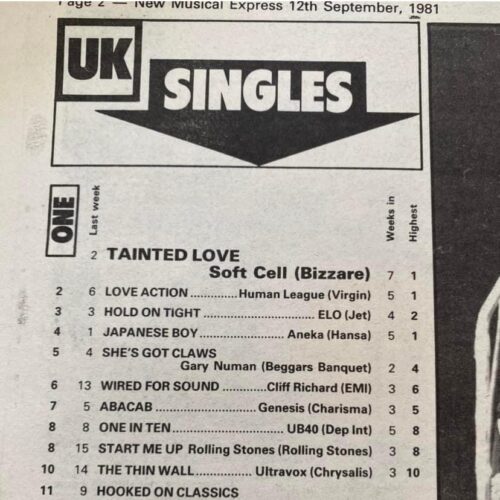 Page 2 — New Musical Express 12th September, 1981
UK
SINGLES
ONE
Last week
Weeks in
Highest
2 TAINTED LOVE
Soft Cell (Bizzare) 7 1
2 6 LOVE ACTION .............. Human League (Virgin) 5 1
3 3 HOLD ON TIGHT ..................... ELO (Jet) 4 2
4 1 JAPANESE BOY ................. Aneka (Hansa) 5 1
5 4 SHE'S GOT CLAWS
Gary Numan (Beggars Banquet) 2 4
6 13 WIRED FOR SOUND .......... Cliff Richard (EMI) 3 6
7 5 ABACAB ..................... Genesis (Charisma) 3 5
8 8 ONE IN TEN .................... UB40 (Dep Int) 5 8
8 15 START ME UP Rolling Stones (Rolling Stones) 3 8
10 14 THE THIN WALL .............. Ultravox (Chrysalis) 3 10
11 9 HOOKED ON CLASSICS